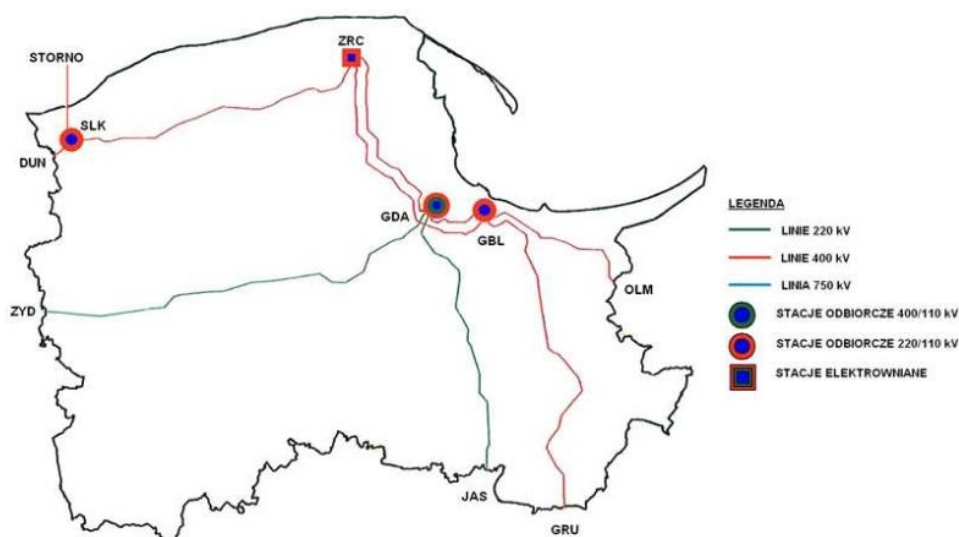 ZRC
STORNO
SLK
DUN
GDA
GBL
OLM
ZYD
JAS
GRU
LEGENDA
LINIE 220 kV
LINIE 400 kV
LINIA 750 kV
STACJE ODBIORCZE 400/110 kV
STACJE ODBIORCZE 220/110 kV
STACJE ELEKTROWNIANE